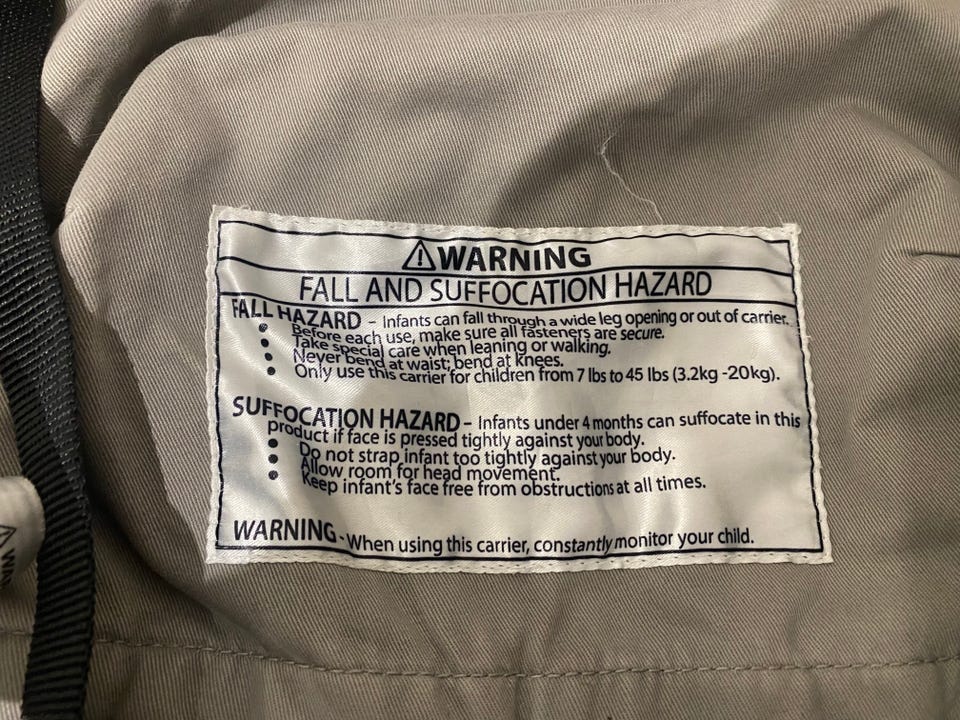 ⚠WARNING
FALL AND SUFFOCATION HAZARD
FALL HAZARD - Infants can fall through a wide leg opening or out of carrier.
• Before each use, make sure all fasteners are secure.
• Take special care when leaning or walking.
• Never bend at waist; bend at knees.
• Only use this carrier for children from 7 lbs to 45 lbs (3.2kg -20kg).
SUFFOCATION HAZARD - Infants under 4 months can suffocate in this
product if face is pressed tightly against your body.
• Do not strap infant too tightly against your body.
• Allow room for head movement.
• Keep infant's face free from obstructions at all times.
WARNING - When using this carrier, constantly monitor your child.